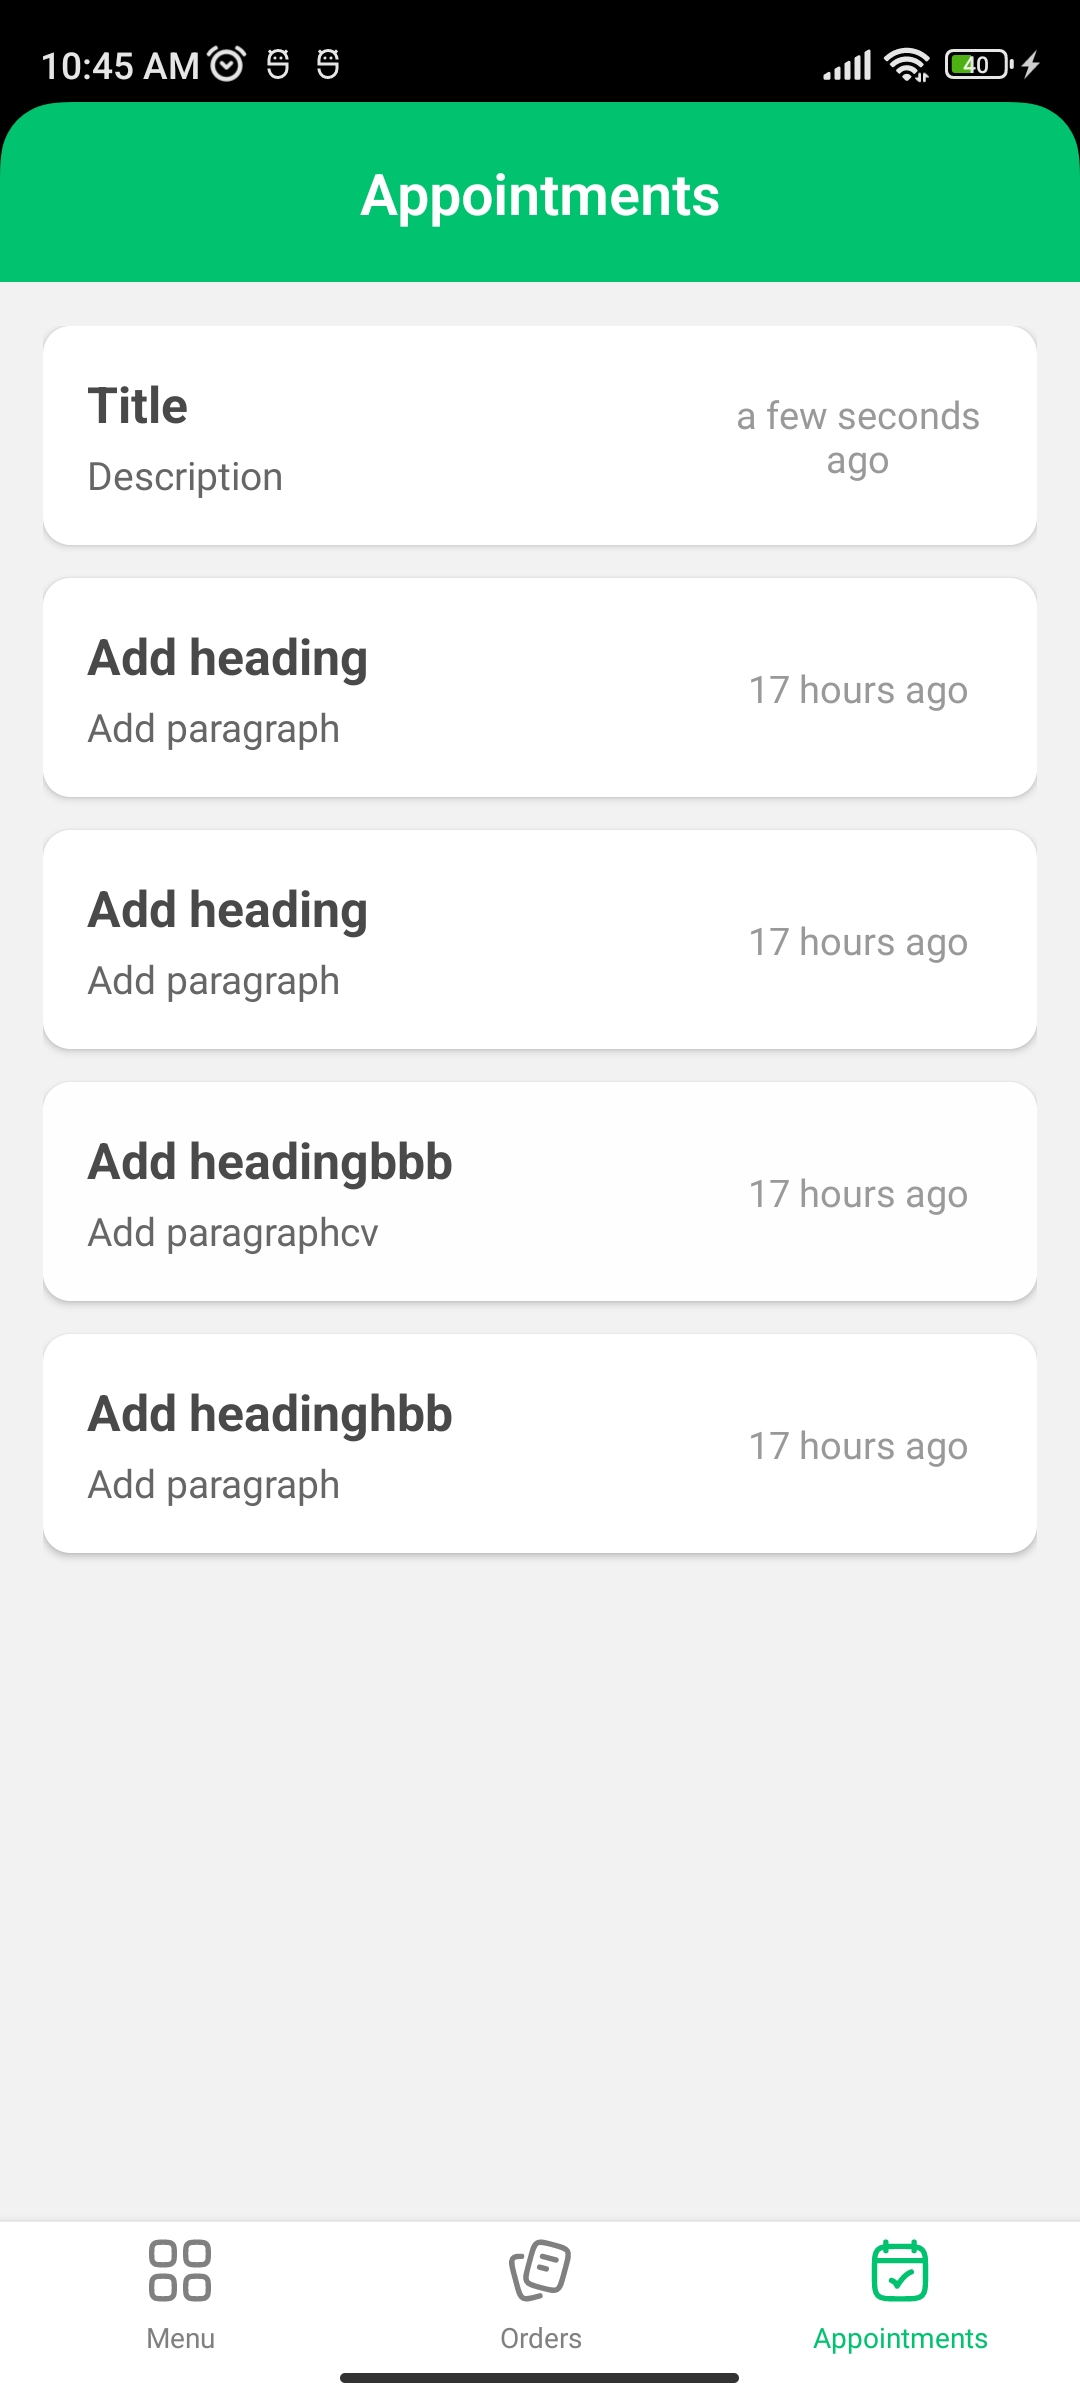 10:45 AM
40
Appointments
Title
Description
a few seconds
ago
Add heading
Add paragraph
17 hours ago
Add heading
Add paragraph
17 hours ago
Add headingbbb
Add paragraphcv
17 hours ago
Add headinghbb
Add paragraph
17 hours ago
Menu
Orders
Appointments